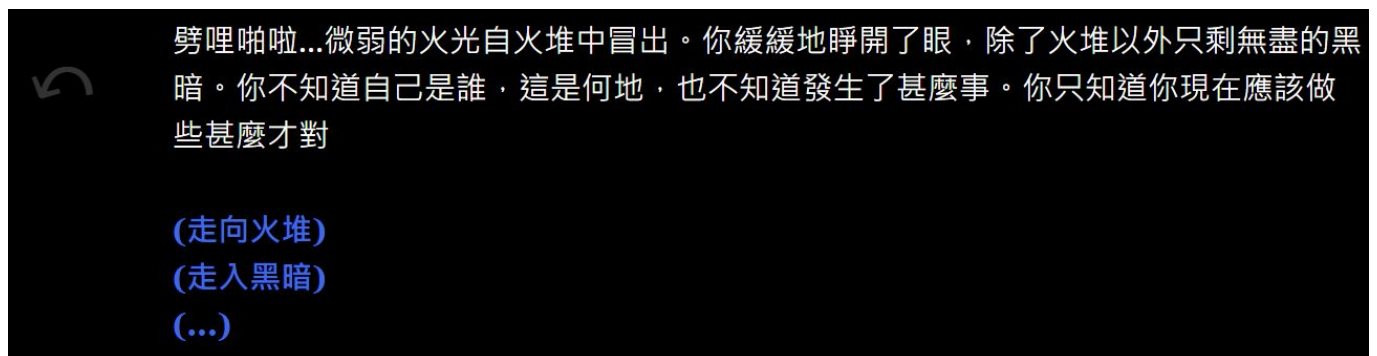 劈哩啪啦...微弱的火光自火堆中冒出。你緩緩地睜開了眼，除了火堆以外只剩無盡的黑
暗。你不知道自己是誰，這是何地，也不知道發生了甚麼事。你只知道你現在應該做
些甚麼才對
(走向火堆)
(走入黑暗)
(...)